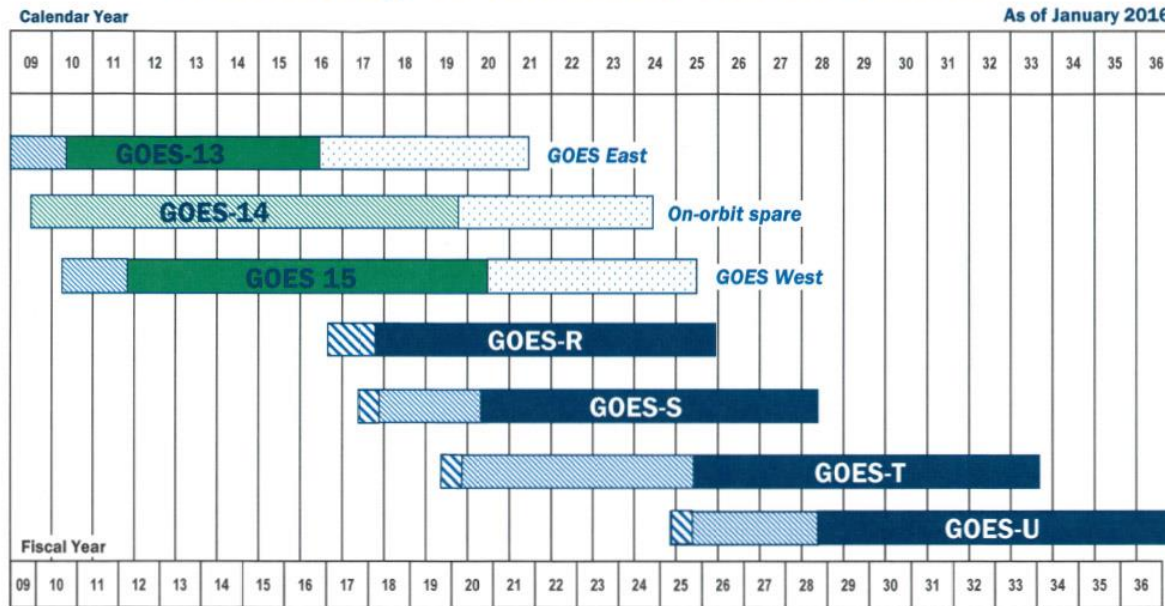 Calendar Year As of January 2016
09 10 11 12 13 14 15 16 17 18 19 20 21 22 23 24 25 26 27 28 29 30 31 32 33 34 35 36
GOES-13 GOES East
GOES-14 On-orbit spare
GOES 15 GOES West
GOES-R
GOES-S
GOES-T
GOES-U
Fiscal Year
09 10 11 12 13 14 15 16 17 18 19 20 21 22 23 24 25 26 27 28 29 30 31 32 33 34 35 36